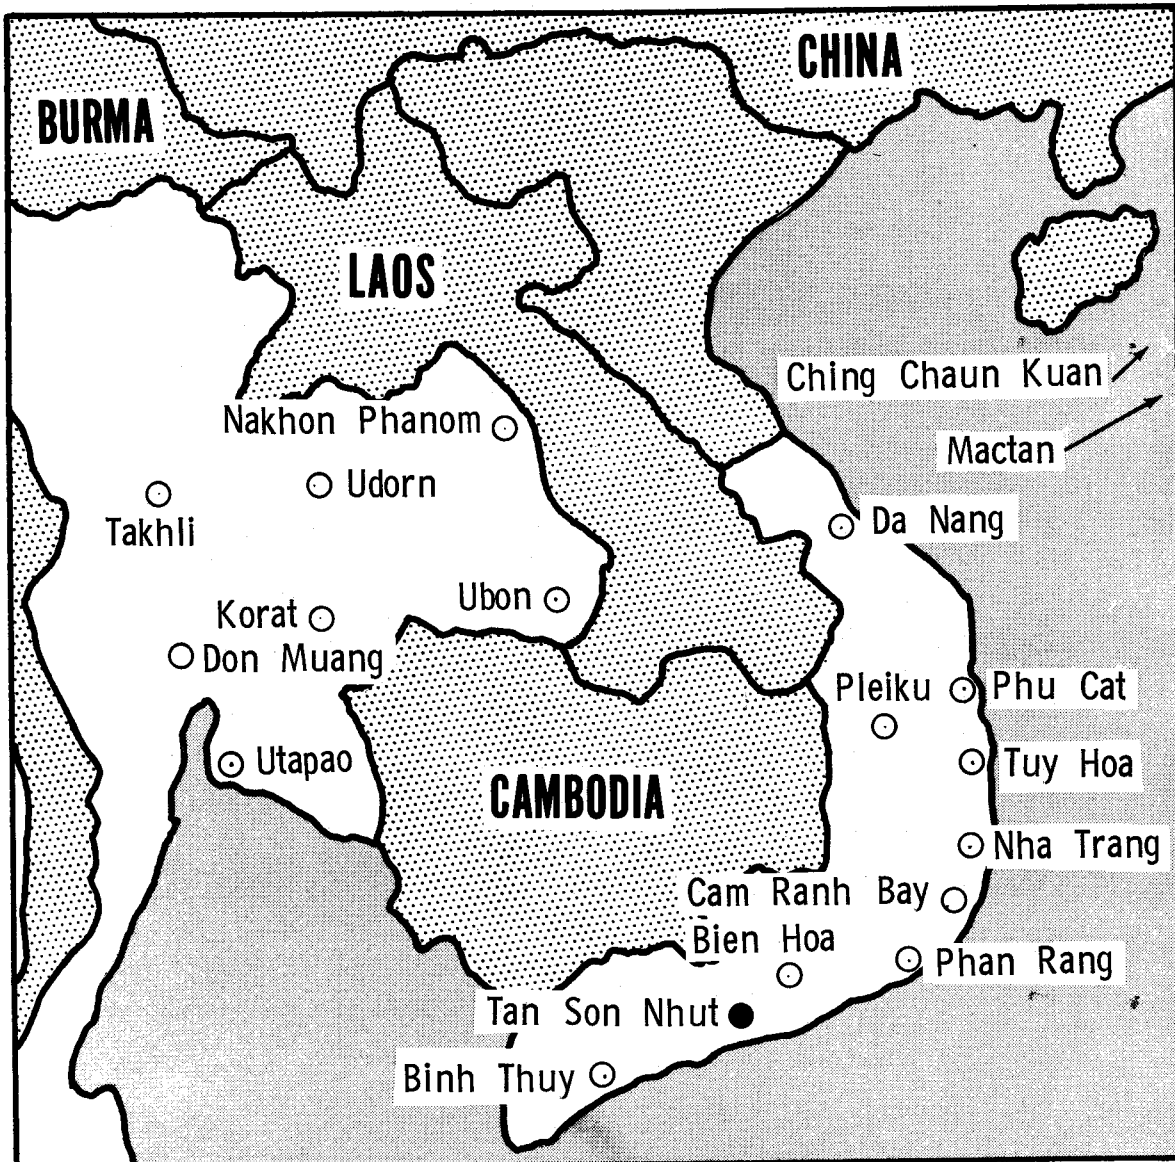 CHINA
BURMA
LAOS
Ching Chaun Kuan
Nakhon Phanom
Mactan
Udorn
Takhli
Da Nang
Ubon
Korat
Don Muang
Pleiku
Phu Cat
Utapao
Tuy Hoa
CAMBODIA
Nha Trang
Cam Ranh Bay
Bien Hoa
Phan Rang
Tan Son Nhut
Binh Thuy